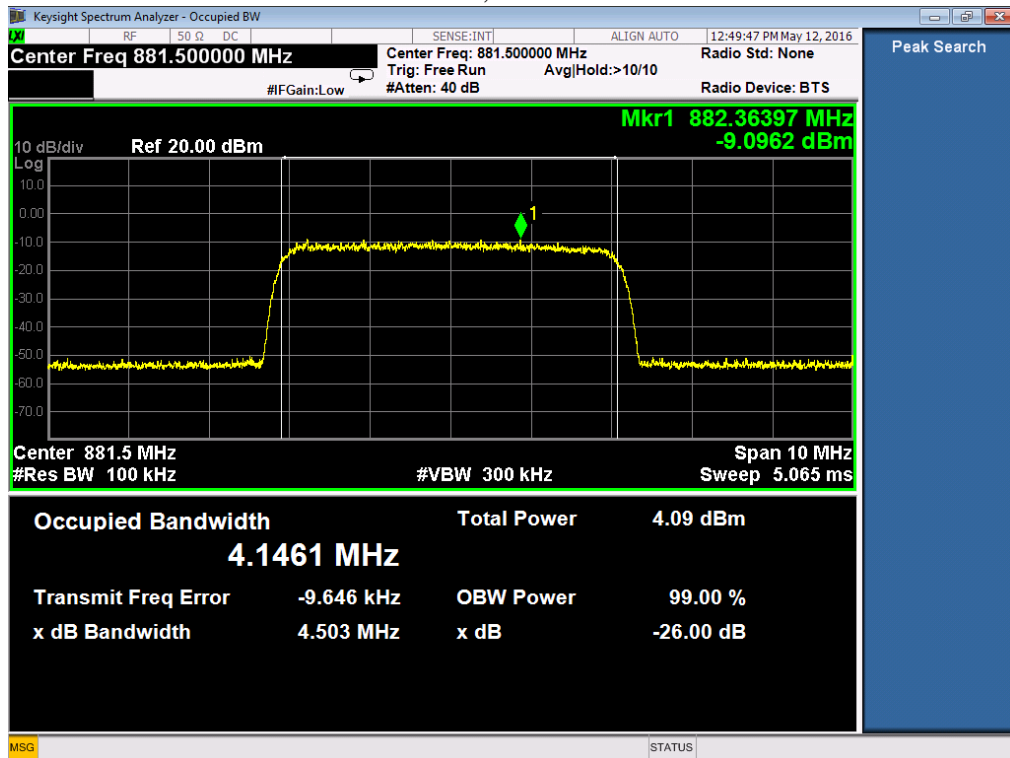 Keysight Spectrum Analyzer - Occupied BW
LXI RF 50 Ω DC SENSE:INT ALIGN AUTO 12:49:47 PM May 12, 2016
Center Freq 881.500000 MHz Center Freq: 881.500000 MHz Radio Std: None Peak Search
Trig: Free Run Avg|Hold:>10/10
#IFGain:Low #Atten: 40 dB Radio Device: BTS
Mkr1 882.36397 MHz
10 dB/div Ref 20.00 dBm -9.0962 dBm
Log
10.0
0.00
1
-10.0
-20.0
-30.0
-40.0
-50.0
-60.0
-70.0
Center 881.5 MHz Span 10 MHz
#Res BW 100 kHz #VBW 300 kHz Sweep 5.065 ms
Occupied Bandwidth Total Power 4.09 dBm
4.1461 MHz
Transmit Freq Error -9.646 kHz OBW Power 99.00 %
x dB Bandwidth 4.503 MHz x dB -26.00 dB
MSG STATUS